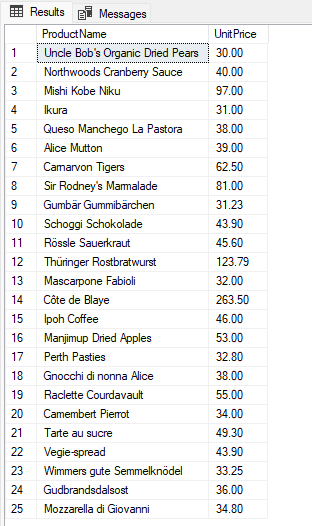 Results Messages
ProductName UnitPrice
1 Uncle Bob's Organic Dried Pears 30.00
2 Northwoods Cranberry Sauce 40.00
3 Mishi Kobe Niku 97.00
4 Ikura 31.00
5 Queso Manchego La Pastora 38.00
6 Alice Mutton 39.00
7 Carnarvon Tigers 62.50
8 Sir Rodney's Marmalade 81.00
9 Gumbär Gummibärchen 31.23
10 Schoggi Schokolade 43.90
11 Rössle Sauerkraut 45.60
12 Thüringer Rostbratwurst 123.79
13 Mascarpone Fabioli 32.00
14 Côte de Blaye 263.50
15 Ipoh Coffee 46.00
16 Manjimup Dried Apples 53.00
17 Perth Pasties 32.80
18 Gnocchi di nonna Alice 38.00
19 Raclette Courdavault 55.00
20 Camembert Pierrot 34.00
21 Tarte au sucre 49.30
22 Vegie-spread 43.90
23 Wimmers gute Semmelknödel 33.25
24 Gudbrandsdalsost 36.00
25 Mozzarella di Giovanni 34.80